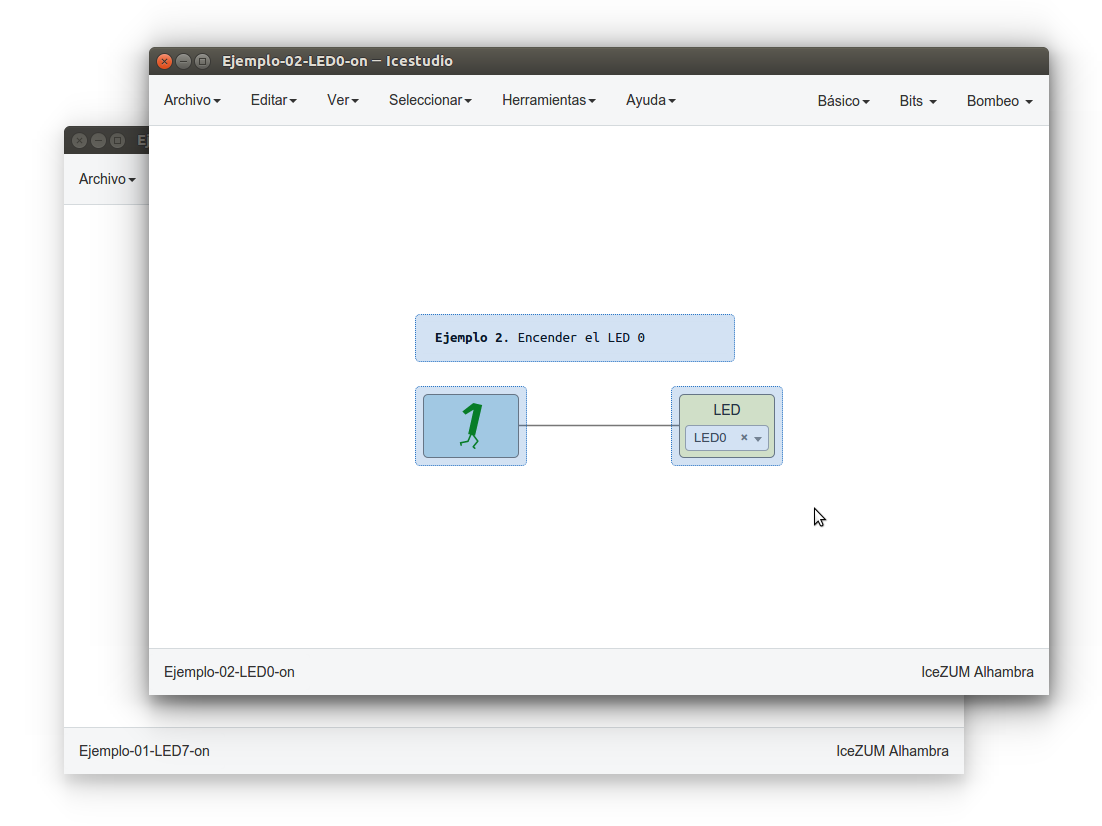 Ejemplo-02-LED0-on — Icestudio
Archivo Editar Ver Seleccionar Herramientas Ayuda Básico Bits Bombeo
Ej
Archivo
Ejemplo 2. Encender el LED 0
1
LED
LED0
Ejemplo-02-LED0-on IceZUM Alhambra
Ejemplo-01-LED7-on IceZUM Alhambra